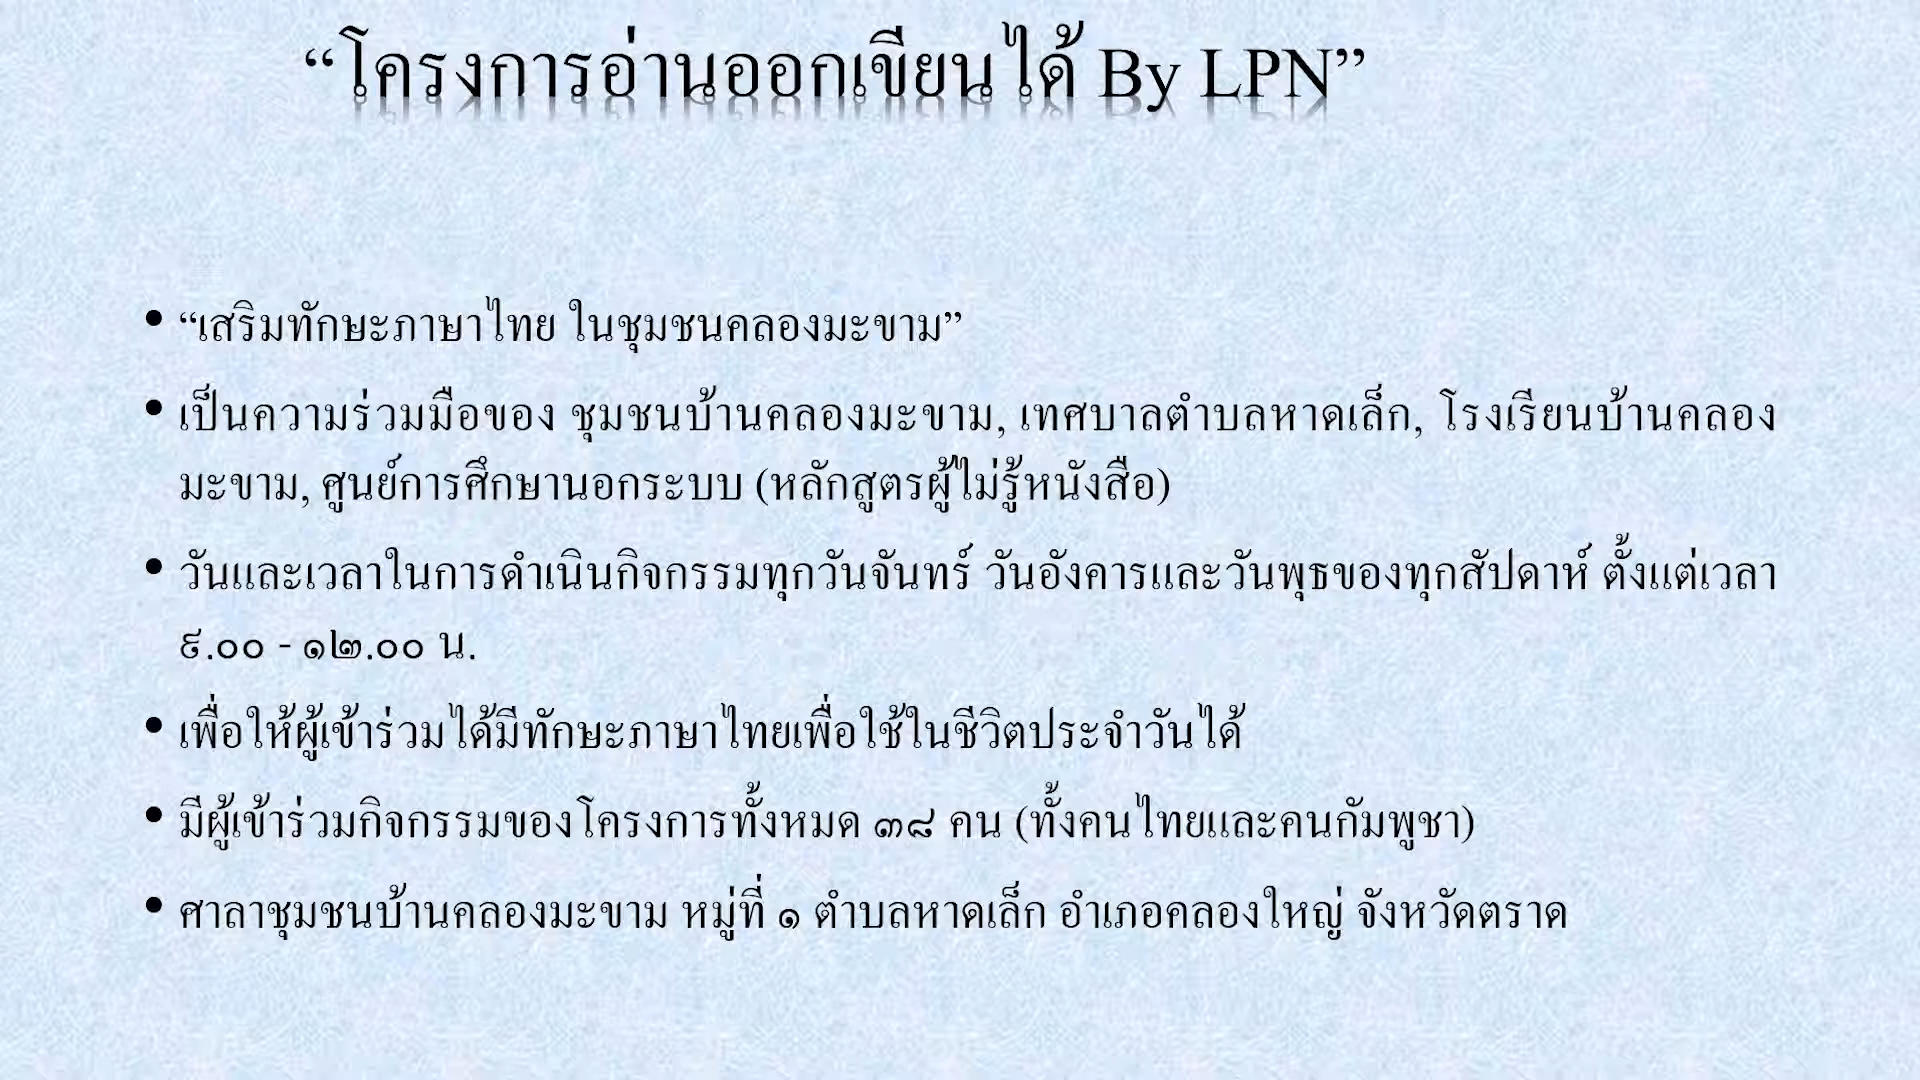 “โครงการอ่านออกเขียนได้ By LPN”
• “เสริมทักษะภาษาไทย ในชุมชนคลองมะขาม”
• เป็นความร่วมมือของ ชุมชนบ้านคลองมะขาม, เทศบาลตำบลหาดเล็ก, โรงเรียนบ้านคลอง
มะขาม, ศูนย์การศึกษานอกระบบ (หลักสูตรผู้ไม่รู้หนังสือ)
• วันและเวลาในการดำเนินกิจกรรมทุกวันจันทร์ วันอังคารและวันพุธของทุกสัปดาห์ ตั้งแต่เวลา
๙.๐๐ - ๑๒.๐๐ น.
• เพื่อให้ผู้เข้าร่วมได้มีทักษะภาษาไทยเพื่อใช้ในชีวิตประจำวันได้
• มีผู้เข้าร่วมกิจกรรมของโครงการทั้งหมด ๓๘ คน (ทั้งคนไทยและคนกัมพูชา)
• ศาลาชุมชนบ้านคลองมะขาม หมู่ที่ ๑ ตำบลหาดเล็ก อำเภอคลองใหญ่ จังหวัดตราด